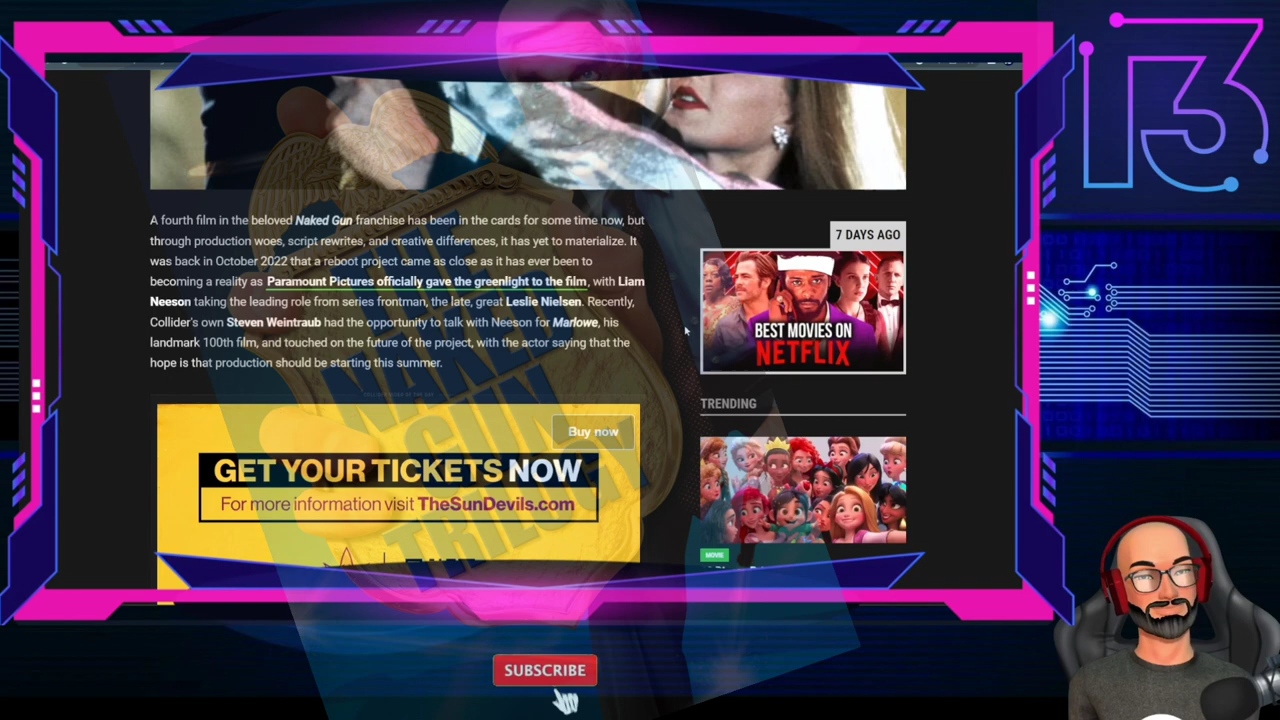 13
A fourth film in the beloved Naked Gun franchise has been in the cards for some time now, but
through production woes, script rewrites, and creative differences, it has yet to materialize. It
was back in October 2022 that a reboot project came as close as it has ever been to
becoming a reality as Paramount Pictures officially gave the greenlight to the film, with Liam
Neeson taking the leading role from series frontman, the late, great Leslie Nielsen. Recently,
Collider's own Steven Weintraub had the opportunity to talk with Neeson for Marlowe, his
landmark 100th film, and touched on the future of the project, with the actor saying that the
hope is that production should be starting this summer.
7 DAYS AGO
BEST MOVIES ON
NETFLIX
TRENDING
MOVIE
Buy now
GET YOUR TICKETS NOW
For more information visit TheSunDevils.com
THE
NAKED
GUN
TRILOGY
SUBSCRIBE